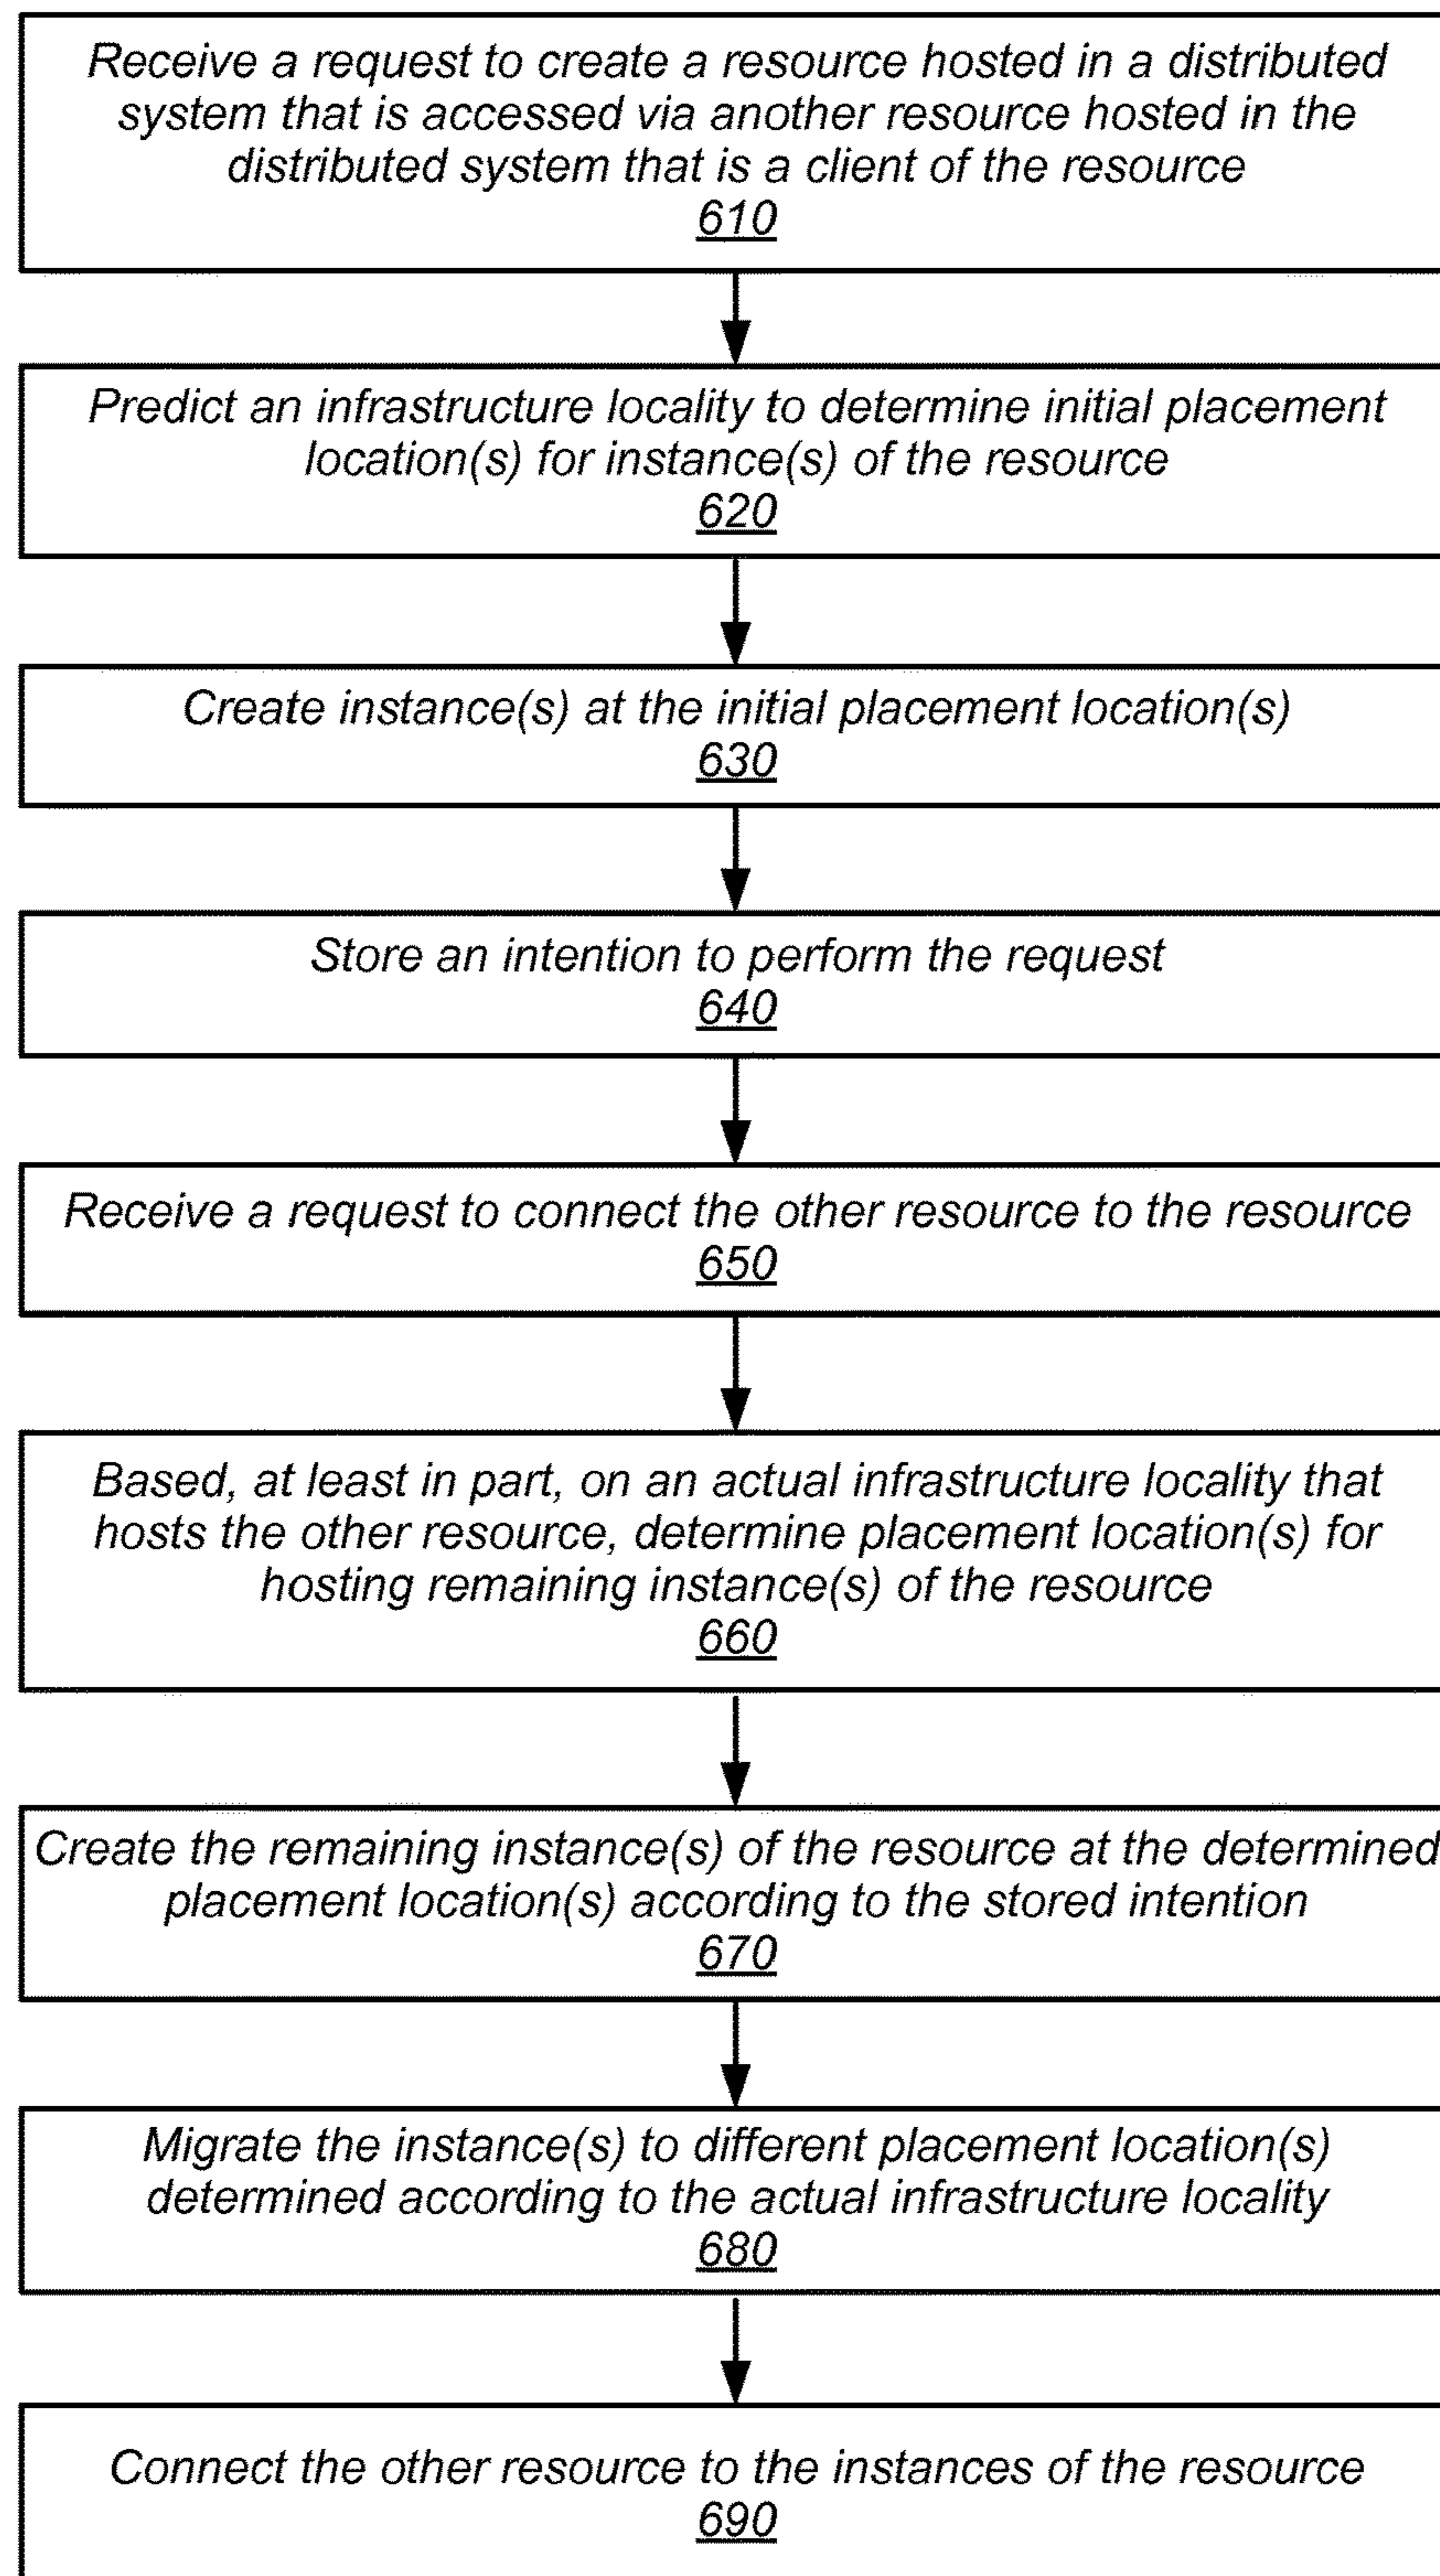 Receive a request to create a resource hosted in a distributed
system that is accessed via another resource hosted in the
distributed system that is a client of the resource
610
Predict an infrastructure locality to determine initial placement
location(s) for instance(s) of the resource
620
Create instance(s) at the initial placement location(s)
630
Store an intention to perform the request
640
Receive a request to connect the other resource to the resource
650
Based, at least in part, on an actual infrastructure locality that
hosts the other resource, determine placement location(s) for
hosting remaining instance(s) of the resource
660
Create the remaining instance(s) of the resource at the determined
placement location(s) according to the stored intention
670
Migrate the instance(s) to different placement location(s)
determined according to the actual infrastructure locality
680
Connect the other resource to the instances of the resource
690